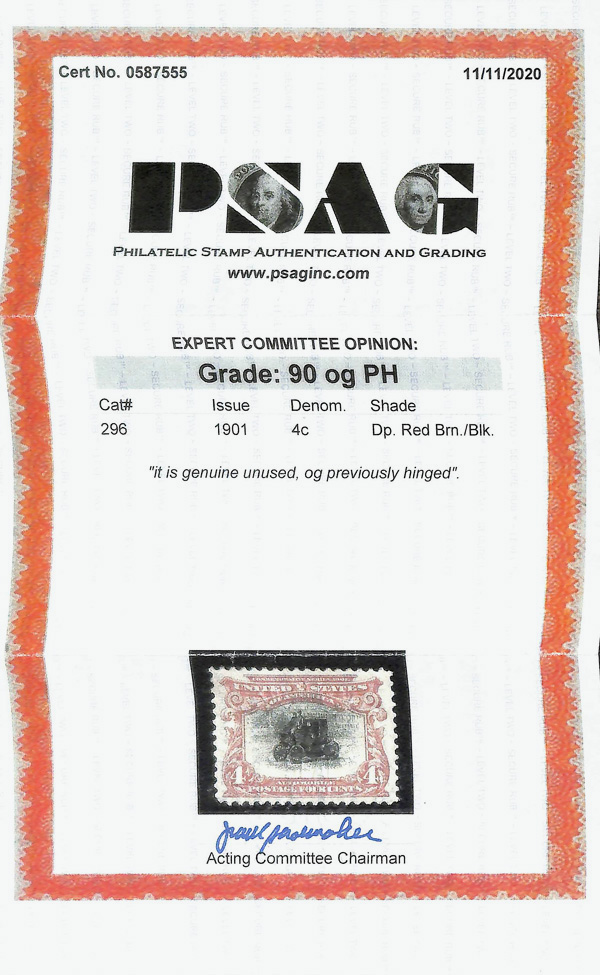 Cert No. 0587555 11/11/2020
PSAG
PHILATELIC STAMP AUTHENTICATION AND GRADING
www.psaginc.com
EXPERT COMMITTEE OPINION:
Grade: 90 og PH
Cat# Issue Denom. Shade
296 1901 4c Dp. Red Brn./Blk.
"it is genuine unused, og previously hinged".
UNITED STATES
4 AUTOMOBILE 4
POSTAGE FOUR CENTS
Acting Committee Chairman